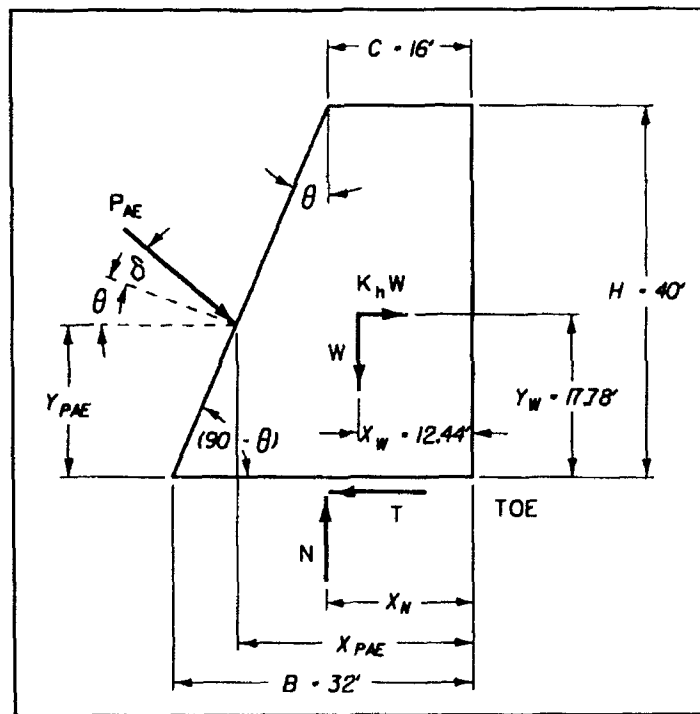 C - 16'
θ
P_AE
δ
θ
K_h W
H - 40'
W
Y_PAE
Y_W - 17.78'
(90 - θ)
X_W - 12.44'
T
TOE
N
X_N
X_PAE
B - 32'